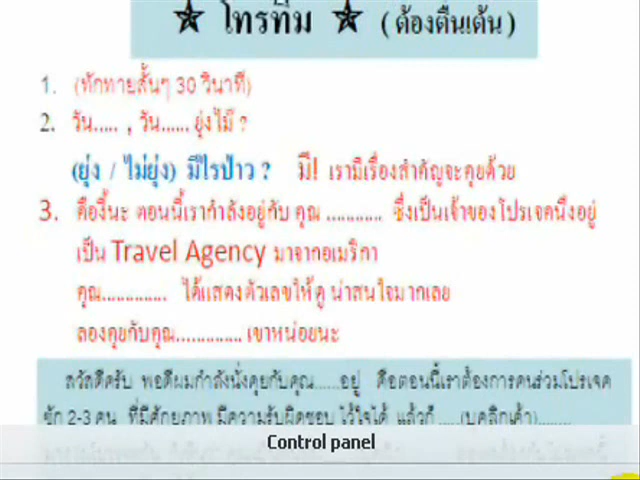 ★ โทรทีม ★ ( ต้องตื่นเต้น )
1. (ทักทายสั้นๆ 30 วินาที)
2. วัน..... , วัน...... ยุ่งไม๊ ?
(ยุ่ง / ไม่ยุ่ง) มีไรป่าว ? มี! เรามีเรื่องสำคัญจะคุยด้วย
3. คืองี้นะ ตอนนี้เรากำลังอยู่กับ คุณ ............ ซึ่งเป็นเจ้าของโปรเจคนึงอยู่
เป็น Travel Agency มาจากอเมริกา
คุณ.............. ได้แสดงตัวเลขให้ดู น่าสนใจมากเลย
ลองคุยกับคุณ.............. เขาหน่อยนะ
สวัสดีครับ พอดีผมกำลังนั่งคุยกับคุณ......อยู่ คือตอนนี้เราต้องการคนร่วมโปรเจค
ซัก 2-3 คน ที่มีศักยภาพ มีความรับผิดชอบ ไว้ใจได้ แล้วก็ .....(บุคลิกเค้า)........
Control panel